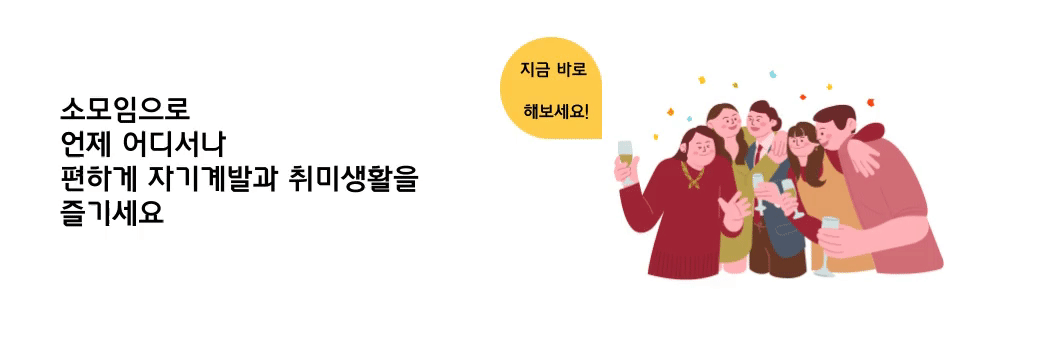 소모임으로
언제 어디서나
편하게 자기계발과 취미생활을
즐기세요
지금 바로
해보세요!